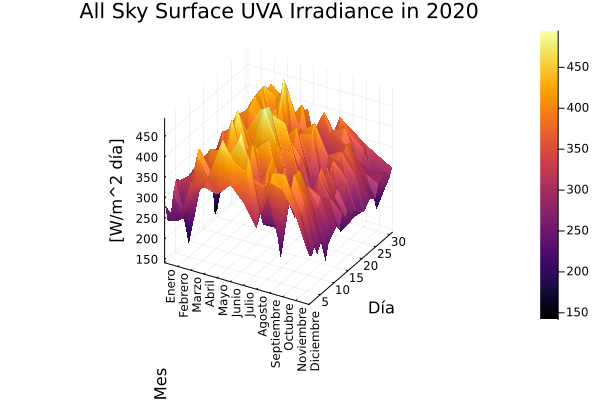 All Sky Surface UVA Irradiance in 2020
[W/m^2 día]
450
400
350
300
250
200
150
Enero
Febrero
Marzo
Abril
Mayo
Junio
Julio
Agosto
Septiembre
Octubre
Noviembre
Diciembre
Mes
5
10
15
20
25
30
Día
450
400
350
300
250
200
150